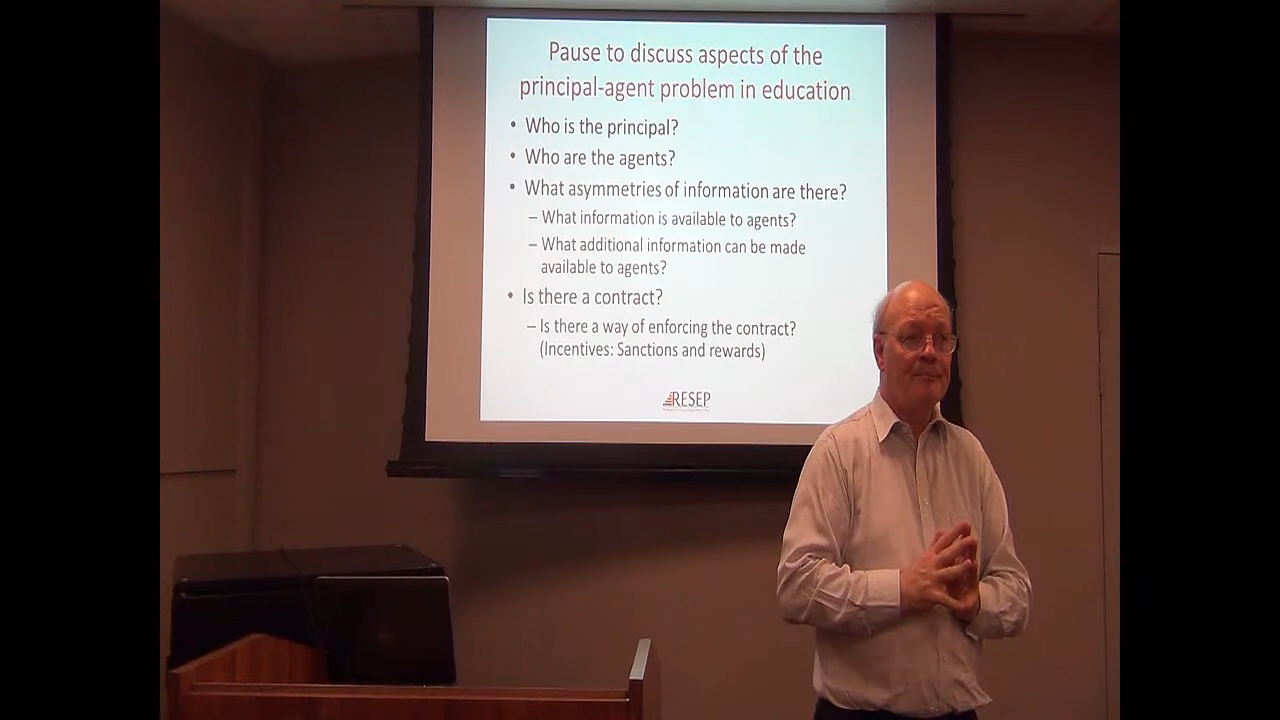 Pause to discuss aspects of the
principal-agent problem in education
• Who is the principal?
• Who are the agents?
• What asymmetries of information are there?
– What information is available to agents?
– What additional information can be made
available to agents?
• Is there a contract?
– Is there a way of enforcing the contract?
(Incentives: Sanctions and rewards)
RESEP